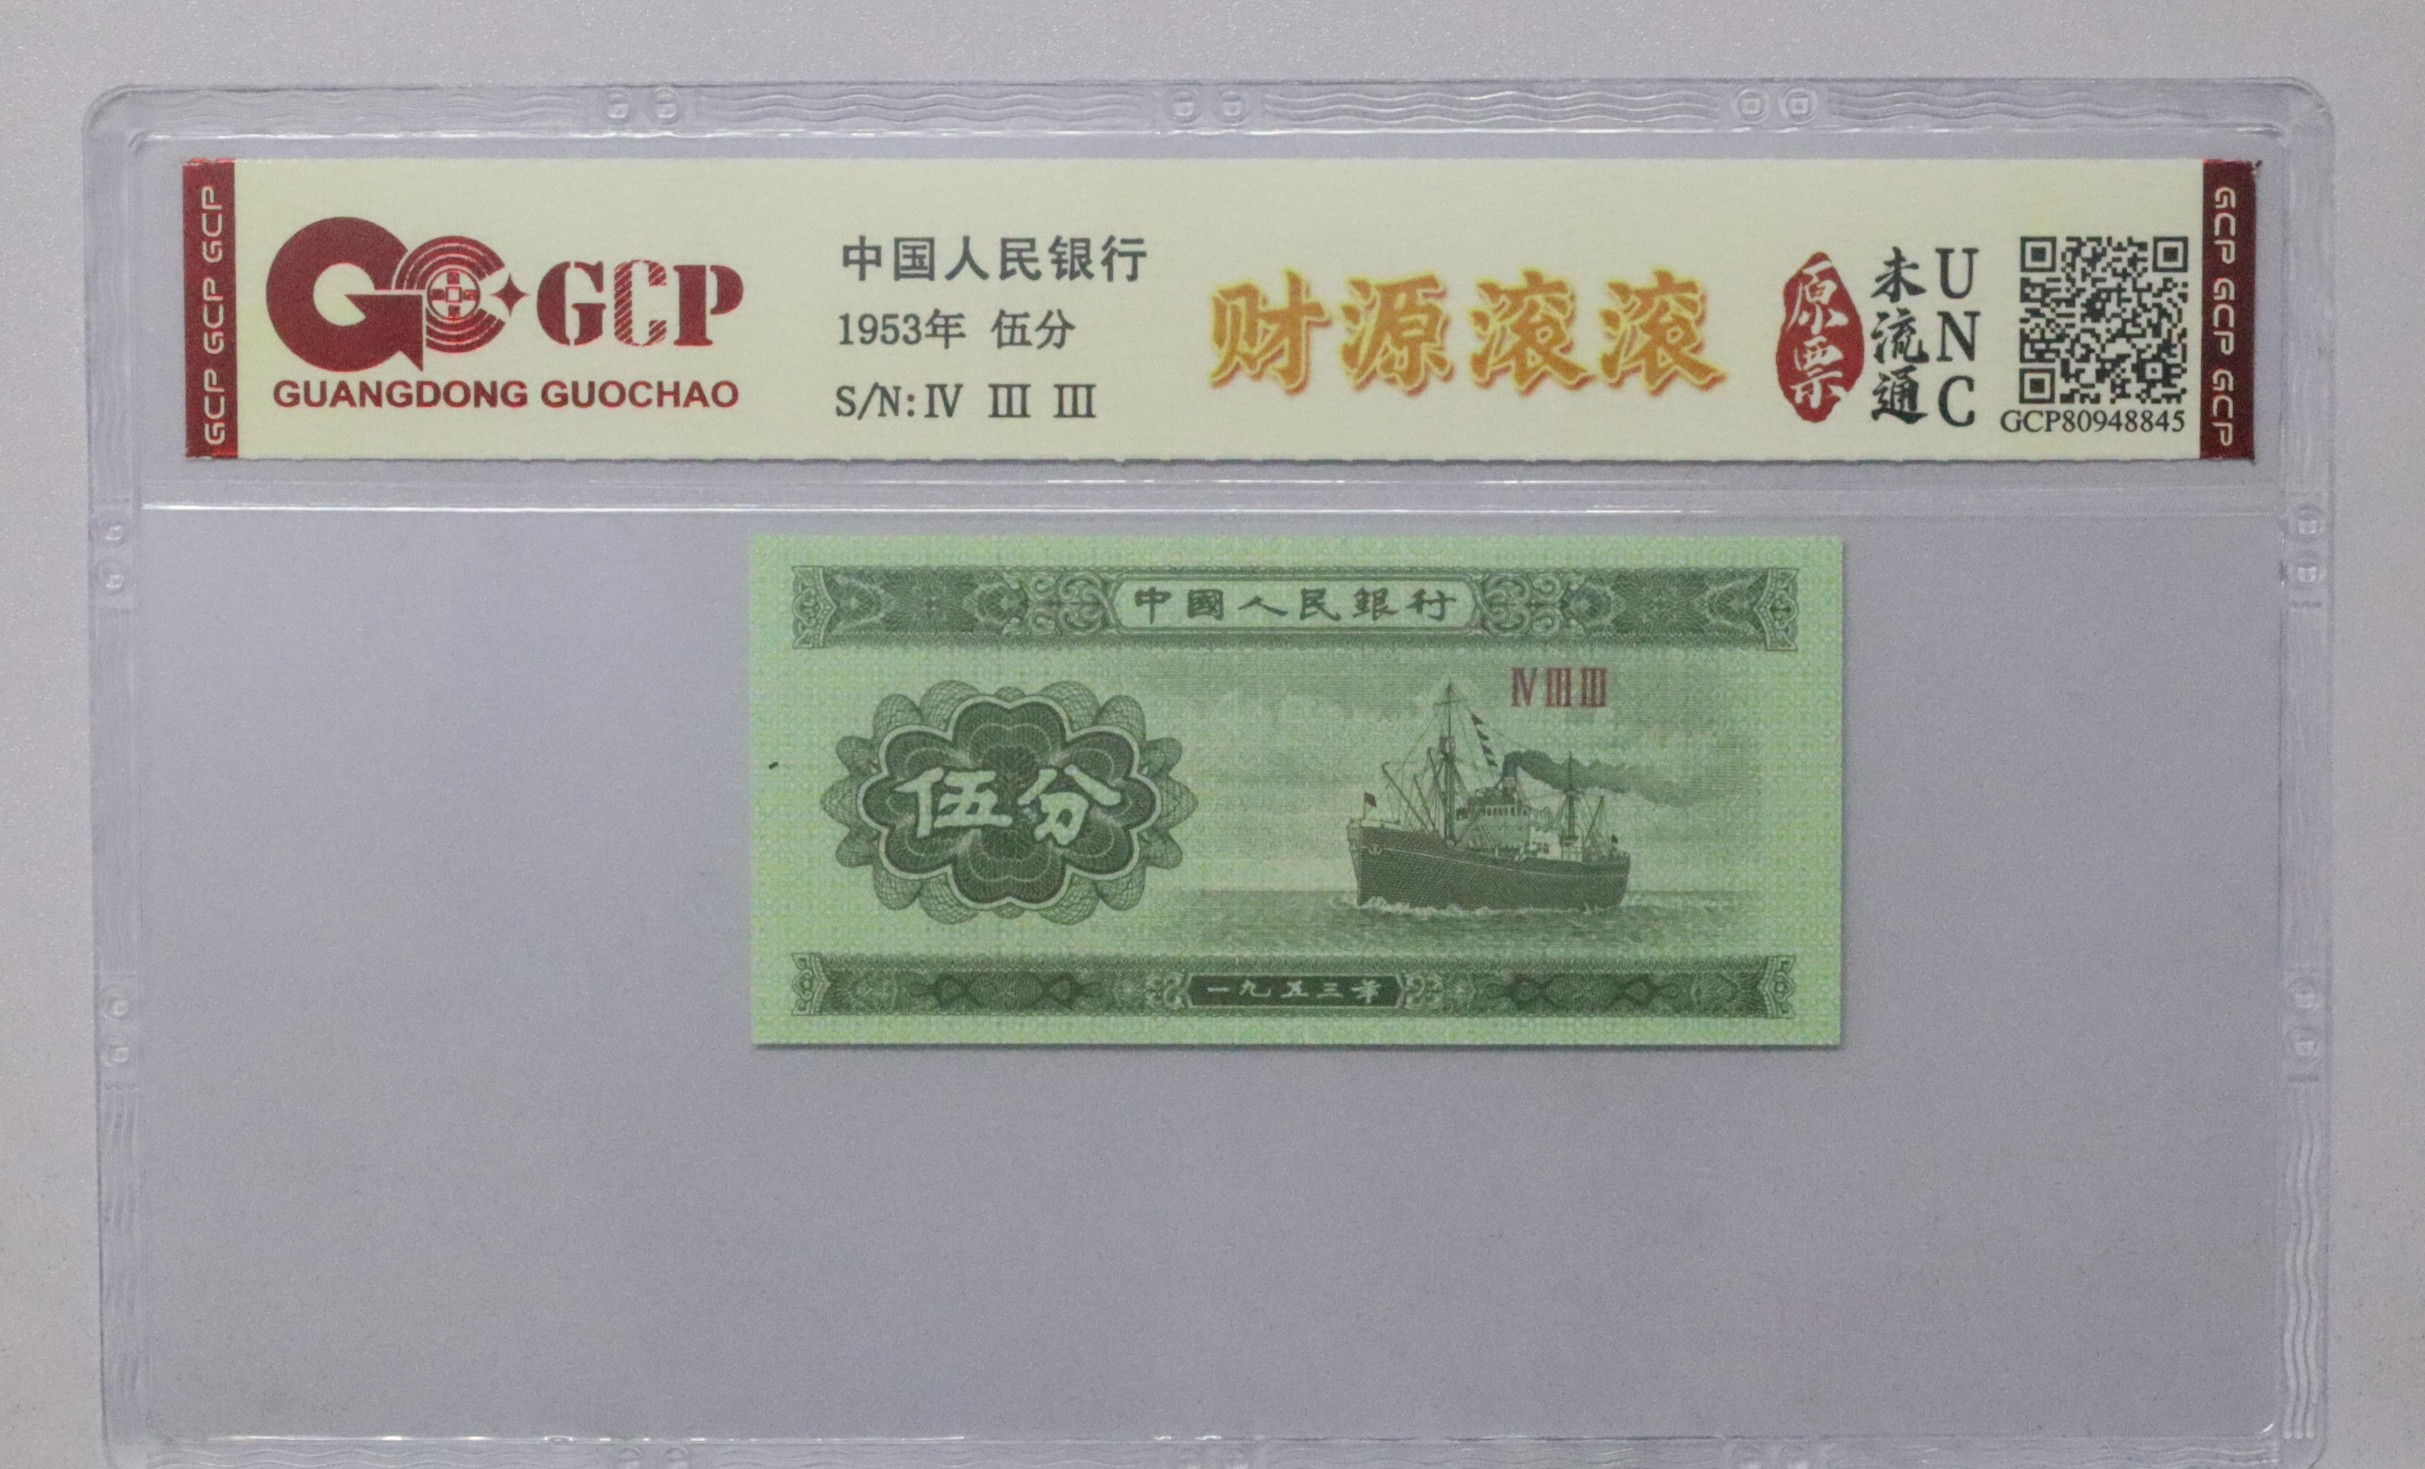 GCP GCP GCP
GCP
GUANGDONG GUOCHAO
中国人民银行
1953年 伍分
S/N: Ⅳ Ⅲ Ⅲ
财源滚滚
原票
未流通
UNC
GCP80948845
GCP GCP GCP
中國人民銀行
Ⅳ Ⅲ Ⅲ
伍分
一九五三年